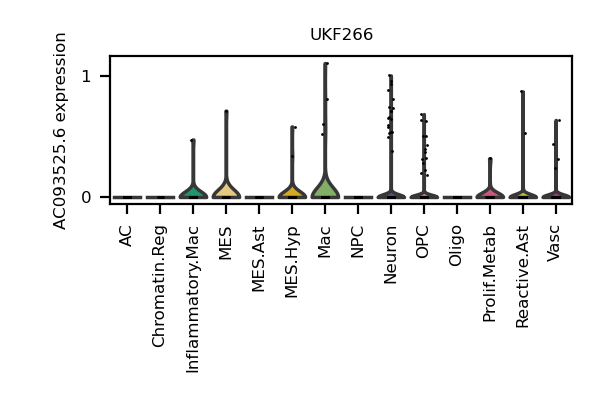 UKF266
AC093525.6 expression
1
0
AC
Chromatin.Reg
Inflammatory.Mac
MES
MES.Ast
MES.Hyp
Mac
NPC
Neuron
OPC
Oligo
Prolif.Metab
Reactive.Ast
Vasc